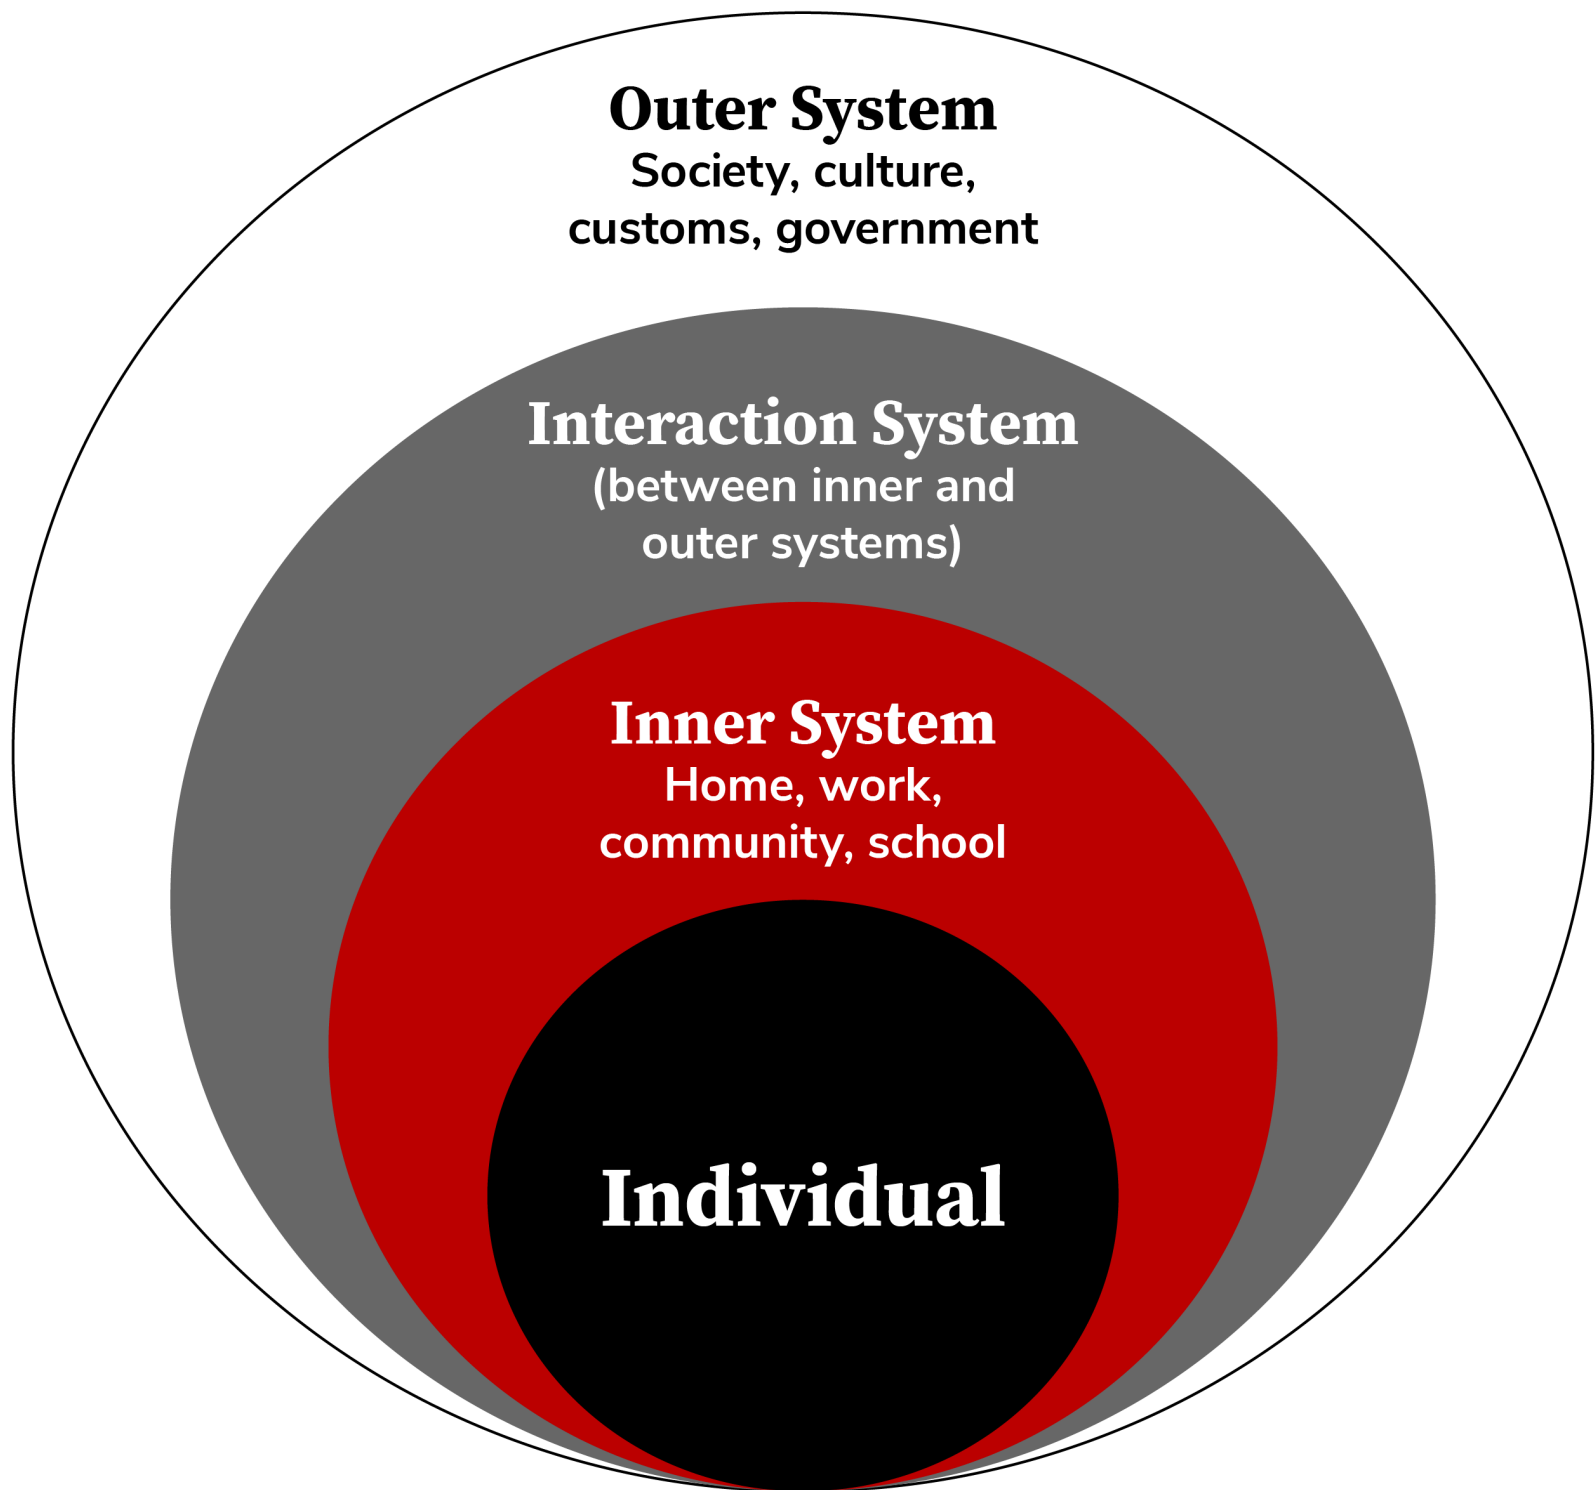 Outer System
Society, culture,
customs, government
Interaction System
(between inner and
outer systems)
Inner System
Home, work,
community, school
Individual